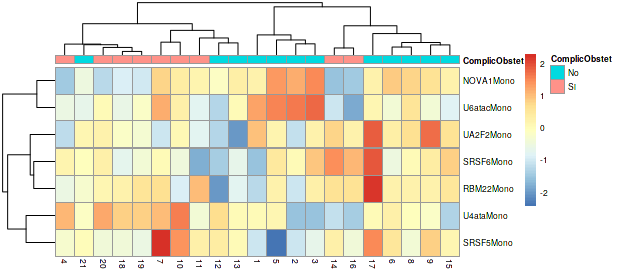 ComplicObstet
ComplicObstet
No
Si
2
1
0
-1
-2
NOVA1Mono
U6atacMono
UA2F2Mono
SRSF6Mono
RBM22Mono
U4ataMono
SRSF5Mono
4 21 20 18 19 7 10 11 12 13 1 5 2 3 14 16 17 6 8 9 15